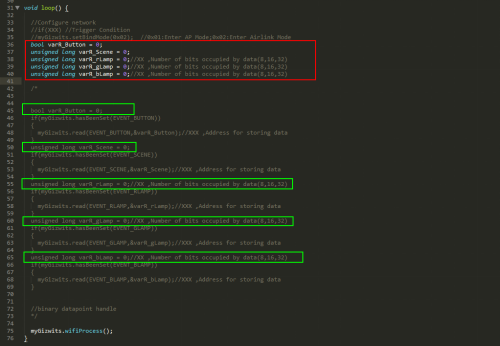 31 void loop() {
32
33 //Configure network
34 //if(XXX) //Trigger Condition
35 //myGizwits.setBindMode(0x02); //0x01:Enter AP Mode;0x02:Enter Airlink Mode
36 bool varR_Button = 0;
37 unsigned long varR_Scene = 0;
38 unsigned long varR_rLamp = 0;//XX ,Number of bits occupied by data(8,16,32)
39 unsigned long varR_gLamp = 0;//XX ,Number of bits occupied by data(8,16,32)
40 unsigned long varR_bLamp = 0;//XX ,Number of bits occupied by data(8,16,32)
41
42 /*
43
44
45 bool varR_Button = 0;
46 if(myGizwits.hasBeenSet(EVENT_BUTTON))
47 {
48 myGizwits.read(EVENT_BUTTON,&varR_Button);//XXX ,Address for storing data
49 }
50 unsigned long varR_Scene = 0;
51 if(myGizwits.hasBeenSet(EVENT_SCENE))
52 {
53 myGizwits.read(EVENT_SCENE,&varR_Scene);//XXX ,Address for storing data
54 }
55 unsigned long varR_rLamp = 0;//XX ,Number of bits occupied by data(8,16,32)
56 if(myGizwits.hasBeenSet(EVENT_RLAMP))
57 {
58 myGizwits.read(EVENT_RLAMP,&varR_rLamp);//XXX ,Address for storing data
59 }
60 unsigned long varR_gLamp = 0;//XX ,Number of bits occupied by data(8,16,32)
61 if(myGizwits.hasBeenSet(EVENT_GLAMP))
62 {
63 myGizwits.read(EVENT_GLAMP,&varR_gLamp);//XXX ,Address for storing data
64 }
65 unsigned long varR_bLamp = 0;//XX ,Number of bits occupied by data(8,16,32)
66 if(myGizwits.hasBeenSet(EVENT_BLAMP))
67 {
68 myGizwits.read(EVENT_BLAMP,&varR_bLamp);//XXX ,Address for storing data
69 }
70
71
72 //binary datapoint handle
73 */
74
75 myGizwits.wifiProcess();
76 }